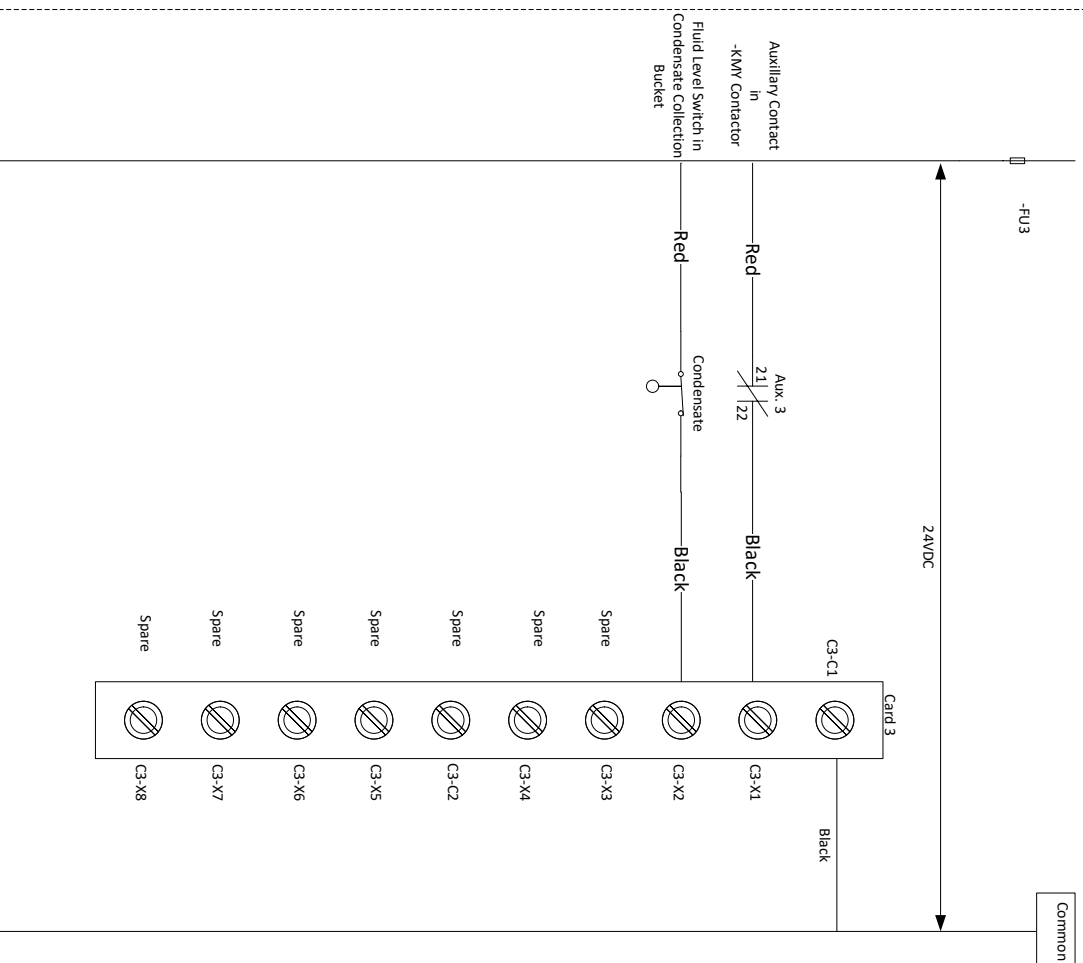 -FU3
24VDC
Common
Auxillary Contact
in
-KMY Contactor
Red
Aux. 3
21
22
Black
Fluid Level Switch in
Condensate Collection
Bucket
Red
Condensate
Black
Card 3
C3-C1
Black
C3-X1
C3-X2
Spare
C3-X3
Spare
C3-X4
Spare
C3-C2
Spare
C3-X5
Spare
C3-X6
Spare
C3-X7
Spare
C3-X8